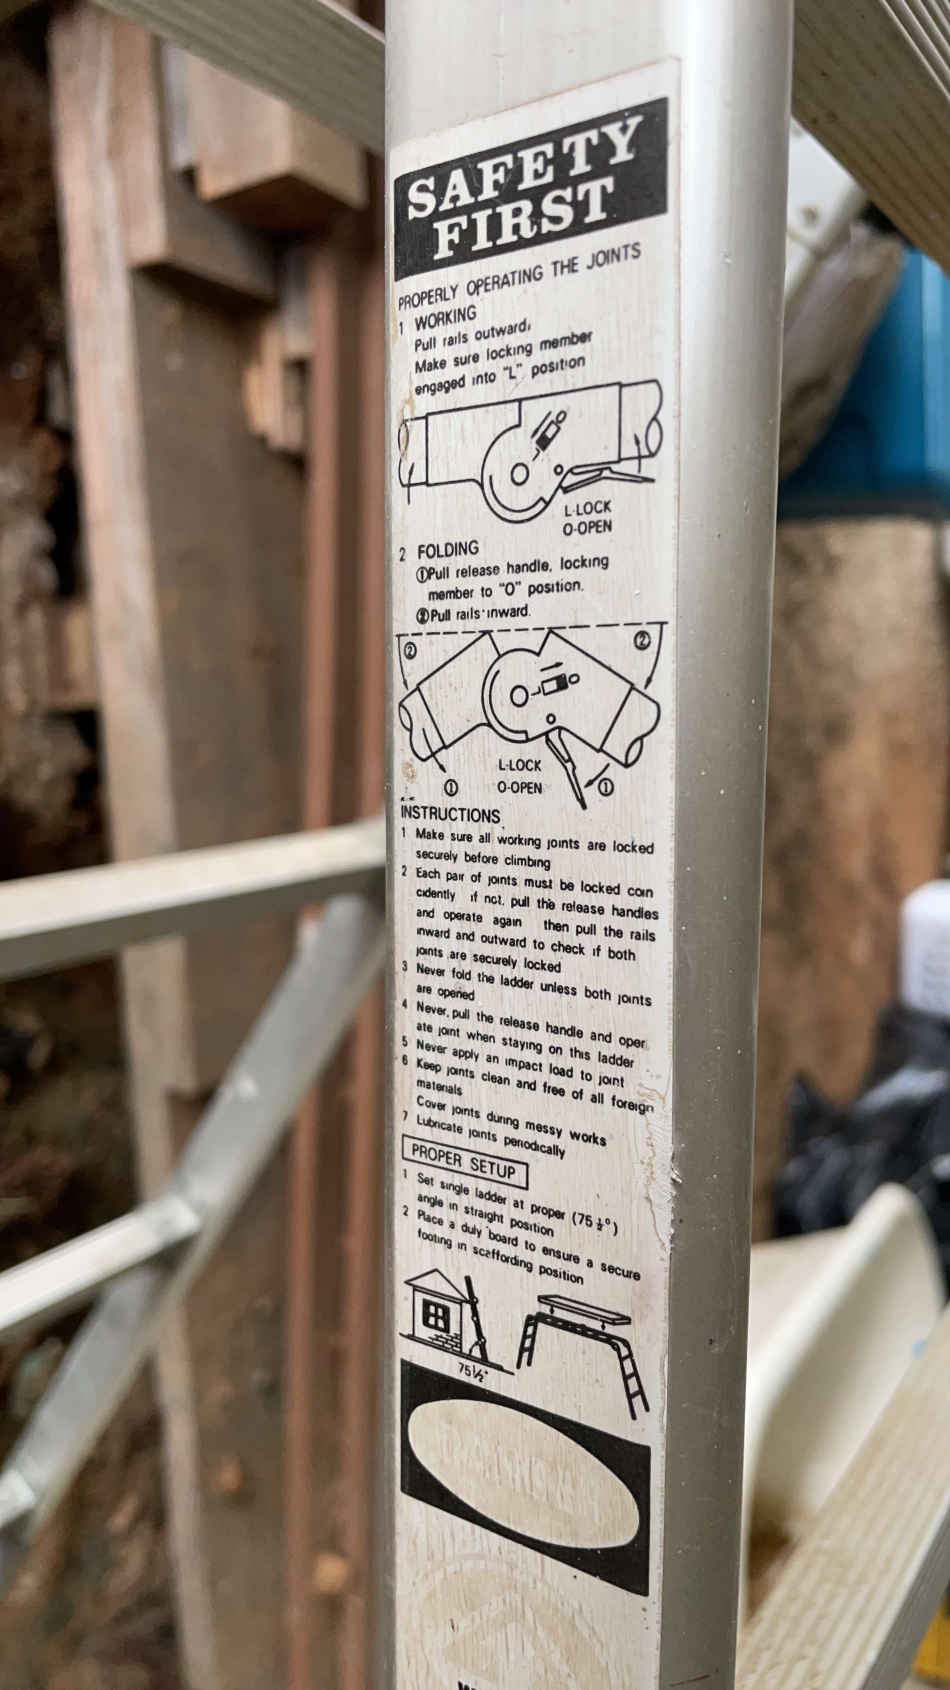 SAFETY
FIRST
PROPERLY OPERATING THE JOINTS
1 WORKING
Pull rails outward,
Make sure locking member
engaged into "L" position
L-LOCK
O-OPEN
2 FOLDING
①Pull release handle, locking
member to "O" position.
②Pull rails inward.
② ②
L-LOCK
① O-OPEN ①
INSTRUCTIONS
1 Make sure all working joints are locked
securely before climbing
2 Each pair of joints must be locked coin
cidently if not, pull the release handles
and operate again then pull the rails
inward and outward to check if both
joints are securely locked
3 Never fold the ladder unless both joints
are opened
4 Never pull the release handle and oper
ate joint when staying on this ladder
5 Never apply an impact load to joint
6 Keep joints clean and free of all foreign
materials
Cover joints during messy works
7 Lubricate joints periodically
PROPER SETUP
1 Set single ladder at proper (75½°)
angle in straight position
2 Place a duly board to ensure a secure
footing in scaffording position
75½°